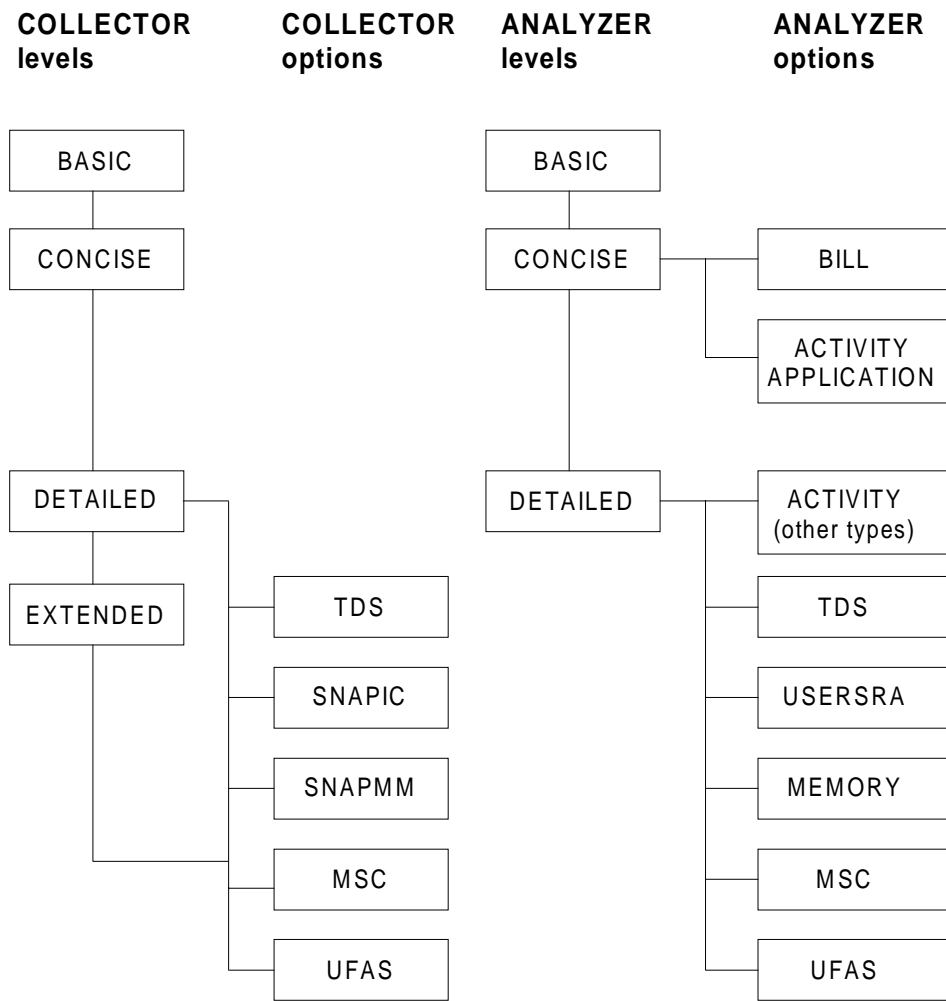 COLLECTOR levels
COLLECTOR options
ANALYZER levels
ANALYZER options
BASIC
BASIC
CONCISE
CONCISE
BILL
ACTIVITY
APPLICATION
DETAILED
DETAILED
ACTIVITY
(other types)
EXTENDED
TDS
TDS
SNAPIC
USERSRA
SNAPMM
MEMORY
MSC
MSC
UFAS
UFAS